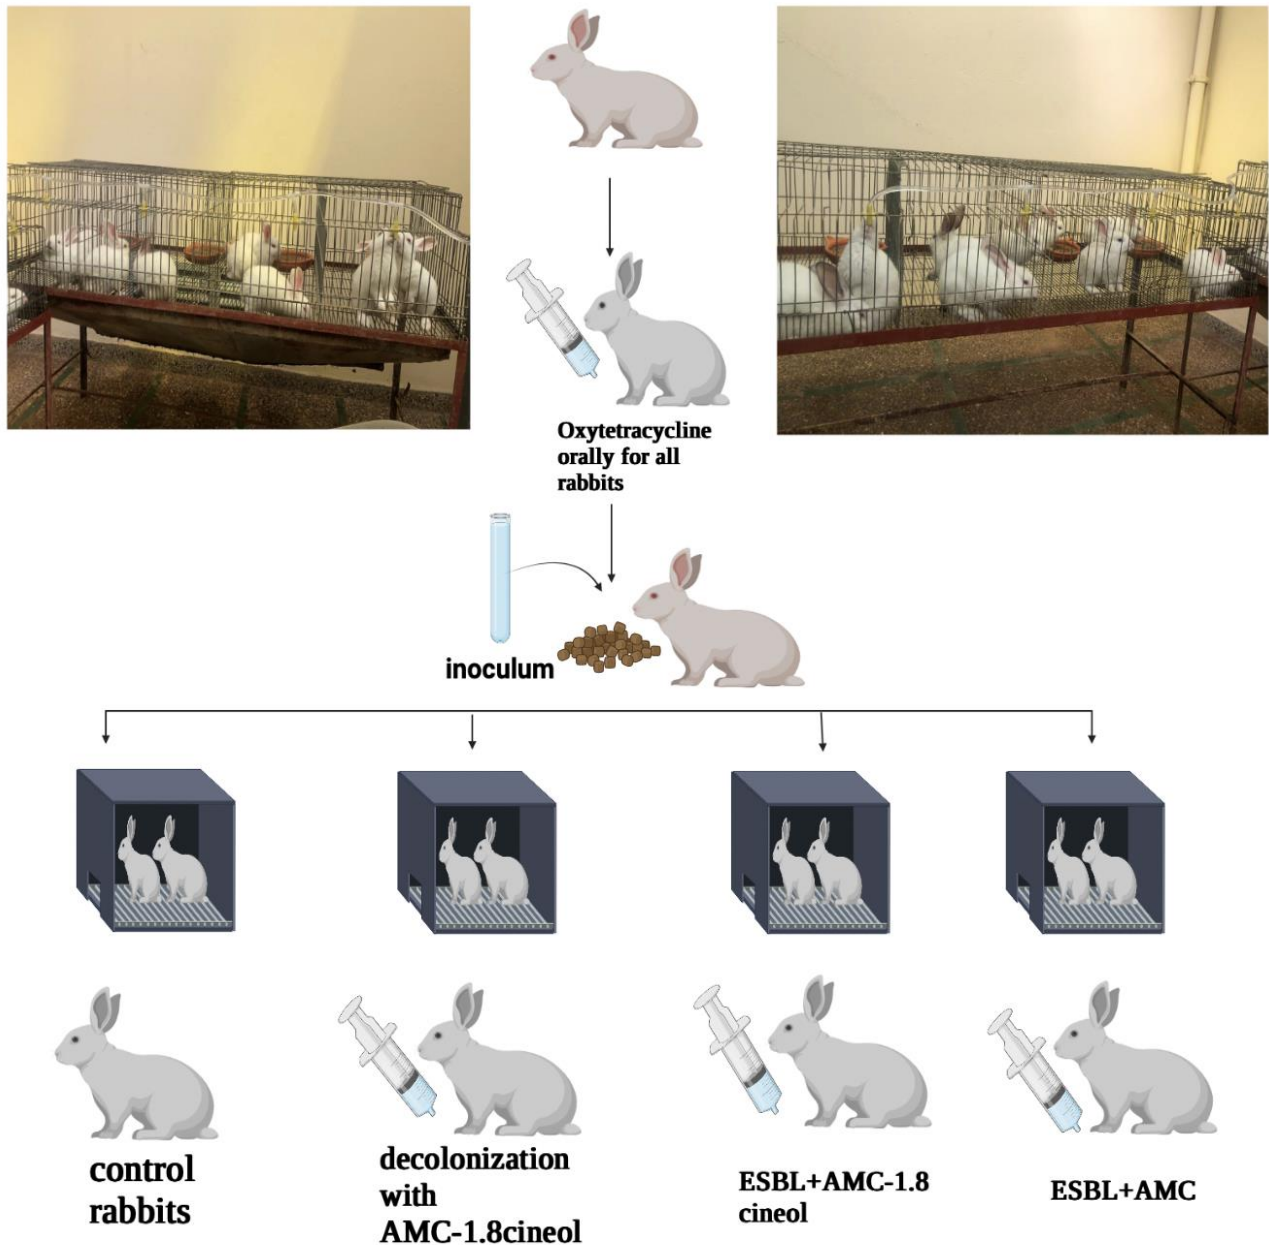 Oxytetracycline
orally for all
rabbits
inoculum
control
rabbits
decolonization
with
AMC-1.8cineol
ESBL+AMC-1.8
cineol
ESBL+AMC